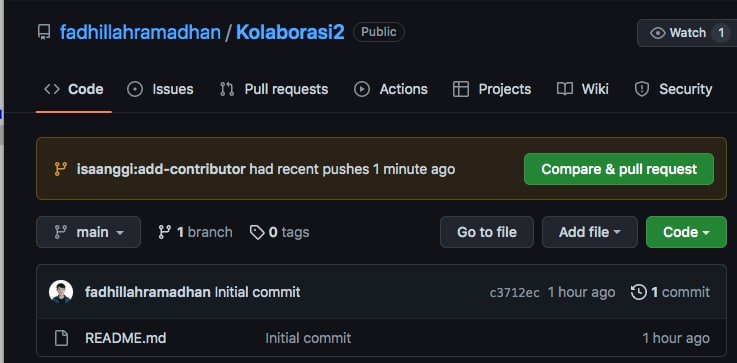 fadhillahramadhan / Kolaborasi2 Public Watch 1
Code Issues Pull requests Actions Projects Wiki Security
isaanggi:add-contributor had recent pushes 1 minute ago Compare & pull request
main 1 branch 0 tags Go to file Add file Code
fadhillahramadhan Initial commit c3712ec 1 hour ago 1 commit
README.md Initial commit 1 hour ago